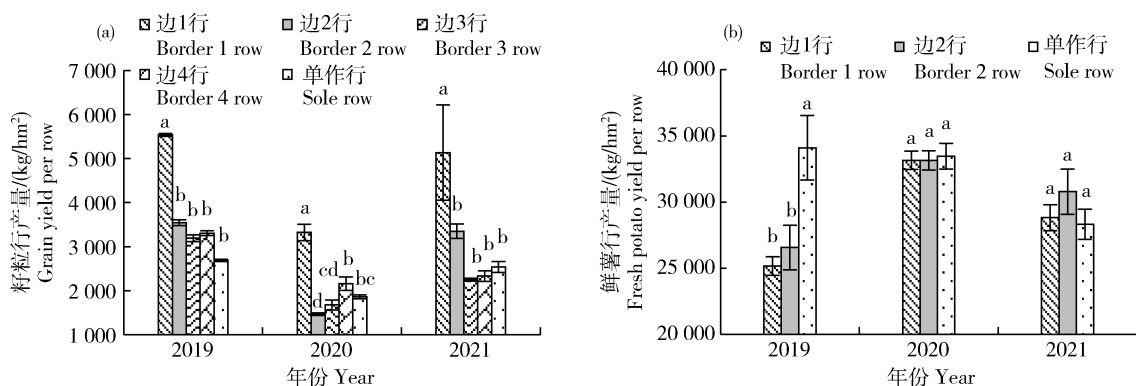 (a)
边1行
Border 1 row
边2行
Border 2 row
边3行
Border 3 row
边4行
Border 4 row
单作行
Sole row
籽粒行产量/(kg/hm²)
Grain yield per row
7 000
6 000
5 000
4 000
3 000
2 000
1 000
a
b
b
b
b
a
d
cd
b
bc
a
b
b
b
b
2019
2020
2021
年份 Year
(b)
边1行
Border 1 row
边2行
Border 2 row
单作行
Sole row
鲜薯行产量/(kg/hm²)
Fresh potato yield per row
40 000
35 000
30 000
25 000
20 000
b
b
a
a
a
a
a
a
a
2019
2020
2021
年份 Year